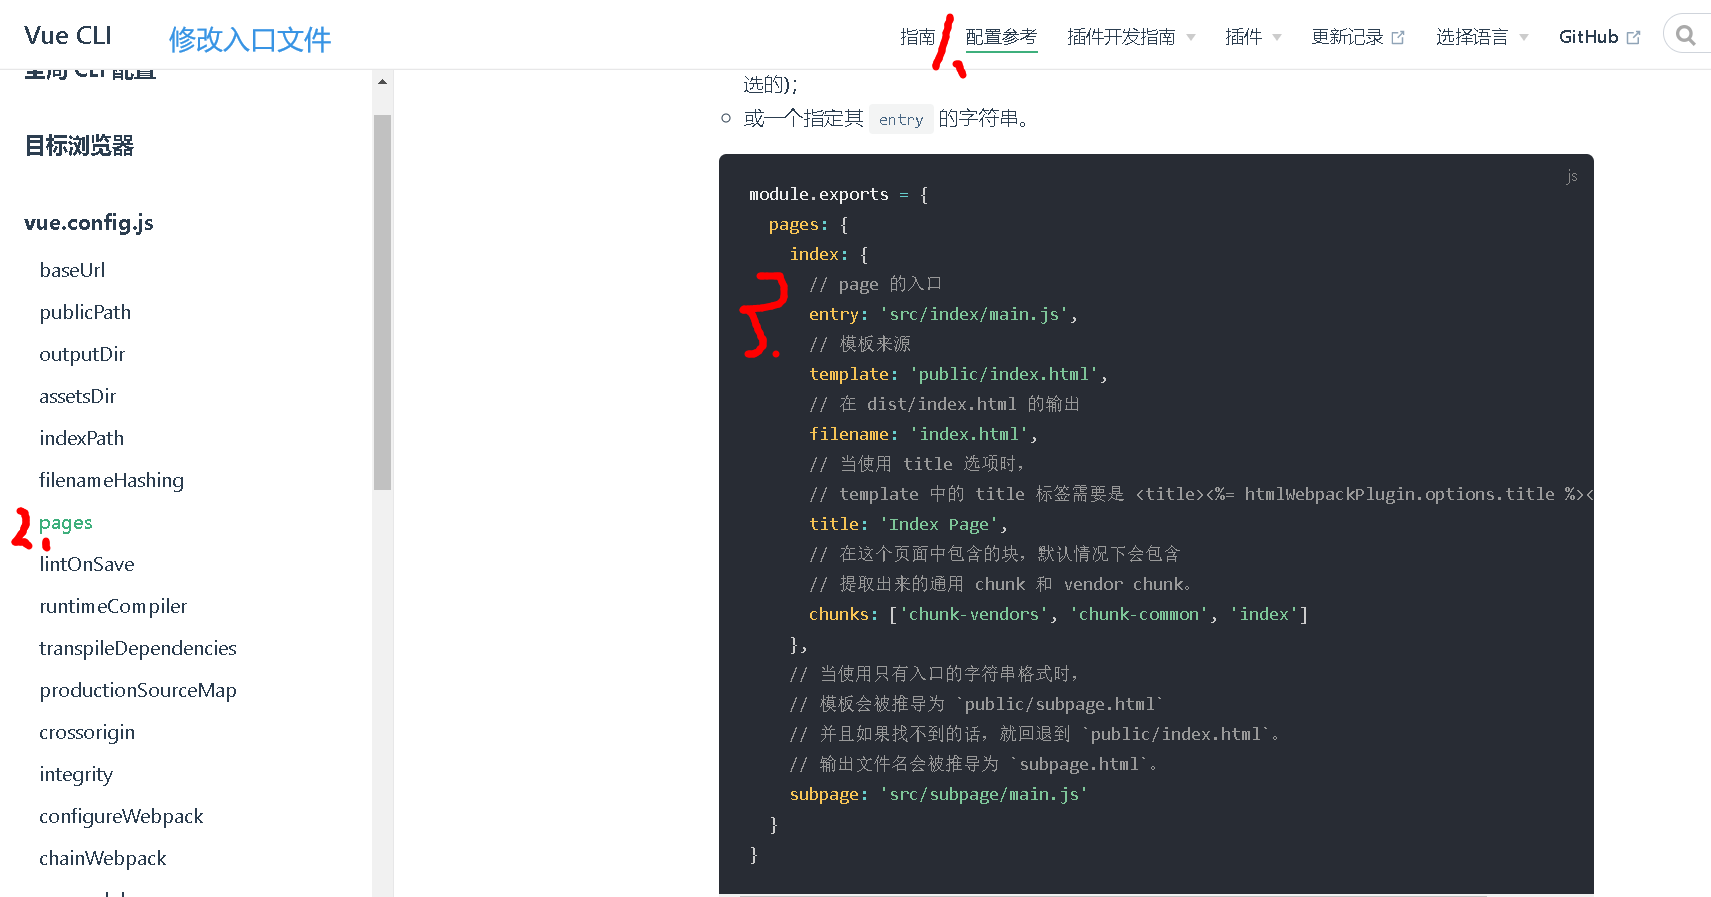 Vue CLI
修改入口文件
指南
1、
配置参考
插件开发指南
插件
更新记录
选择语言
GitHub
全局 CLI 配置
目标浏览器
vue.config.js
baseUrl
publicPath
outputDir
assetsDir
indexPath
filenameHashing
2、
pages
lintOnSave
runtimeCompiler
transpileDependencies
productionSourceMap
crossorigin
integrity
configureWebpack
chainWebpack
选的);
或一个指定其 entry 的字符串。
js
module.exports = {
pages: {
index: {
// page 的入口
3.
entry: 'src/index/main.js',
// 模板来源
template: 'public/index.html',
// 在 dist/index.html 的输出
filename: 'index.html',
// 当使用 title 选项时，
// template 中的 title 标签需要是 <title><%= htmlWebpackPlugin.options.title %><
title: 'Index Page',
// 在这个页面中包含的块，默认情况下会包含
// 提取出来的通用 chunk 和 vendor chunk。
chunks: ['chunk-vendors', 'chunk-common', 'index']
},
// 当使用只有入口的字符串格式时，
// 模板会被推导为 `public/subpage.html`
// 并且如果找不到的话，就回退到 `public/index.html`。
// 输出文件名会被推导为 `subpage.html`。
subpage: 'src/subpage/main.js'
}
}